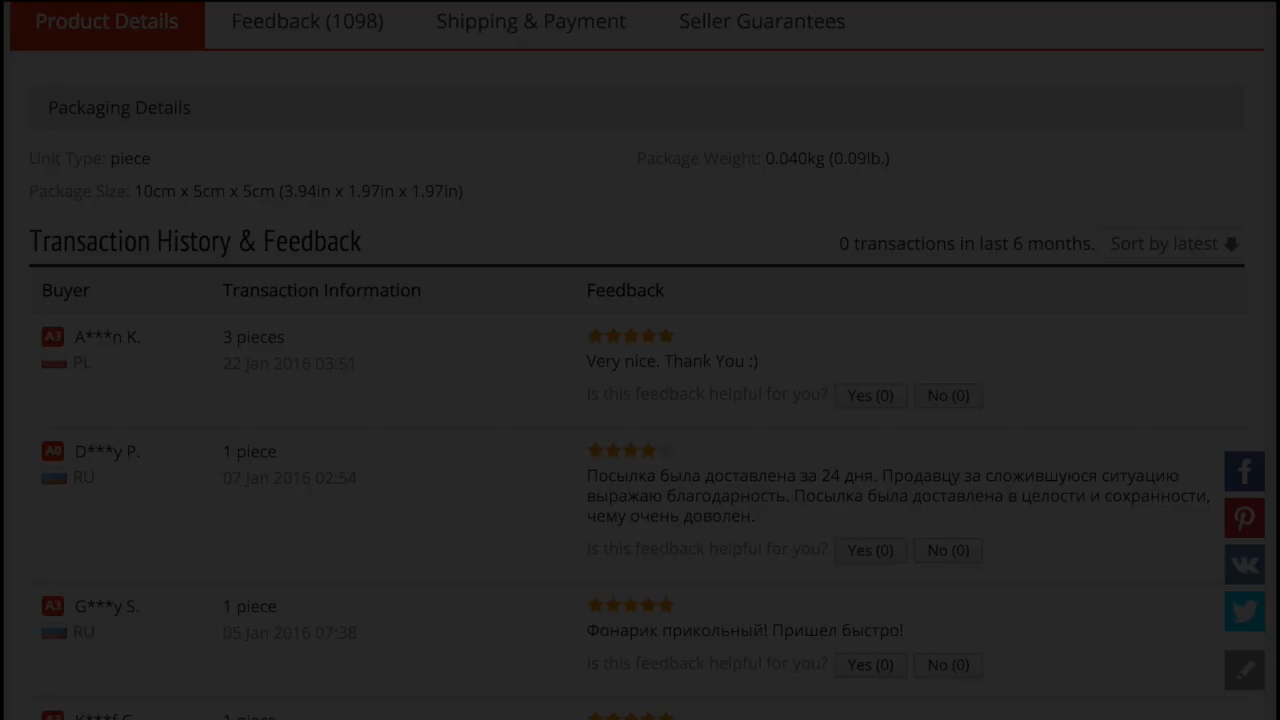 Product Details Feedback (1098) Shipping & Payment Seller Guarantees
Packaging Details
Unit Type: piece Package Weight: 0.040kg (0.09lb.)
Package Size: 10cm x 5cm x 5cm (3.94in x 1.97in x 1.97in)
Transaction History & Feedback 0 transactions in last 6 months. Sort by latest
Buyer Transaction Information Feedback
A3 A***n K. 3 pieces
PL 22 Jan 2016 03:51
Very nice. Thank You :)
Is this feedback helpful for you? Yes (0) No (0)
A0 D***y P. 1 piece
RU 07 Jan 2016 02:54
Посылка была доставлена за 24 дня. Продавцу за сложившуюся ситуацию
выражаю благодарность. Посылка была доставлена в целости и сохранности,
чему очень доволен.
Is this feedback helpful for you? Yes (0) No (0)
A3 G***y S. 1 piece
RU 05 Jan 2016 07:38
Фонарик прикольный! Пришел быстро!
Is this feedback helpful for you? Yes (0) No (0)
1 piece